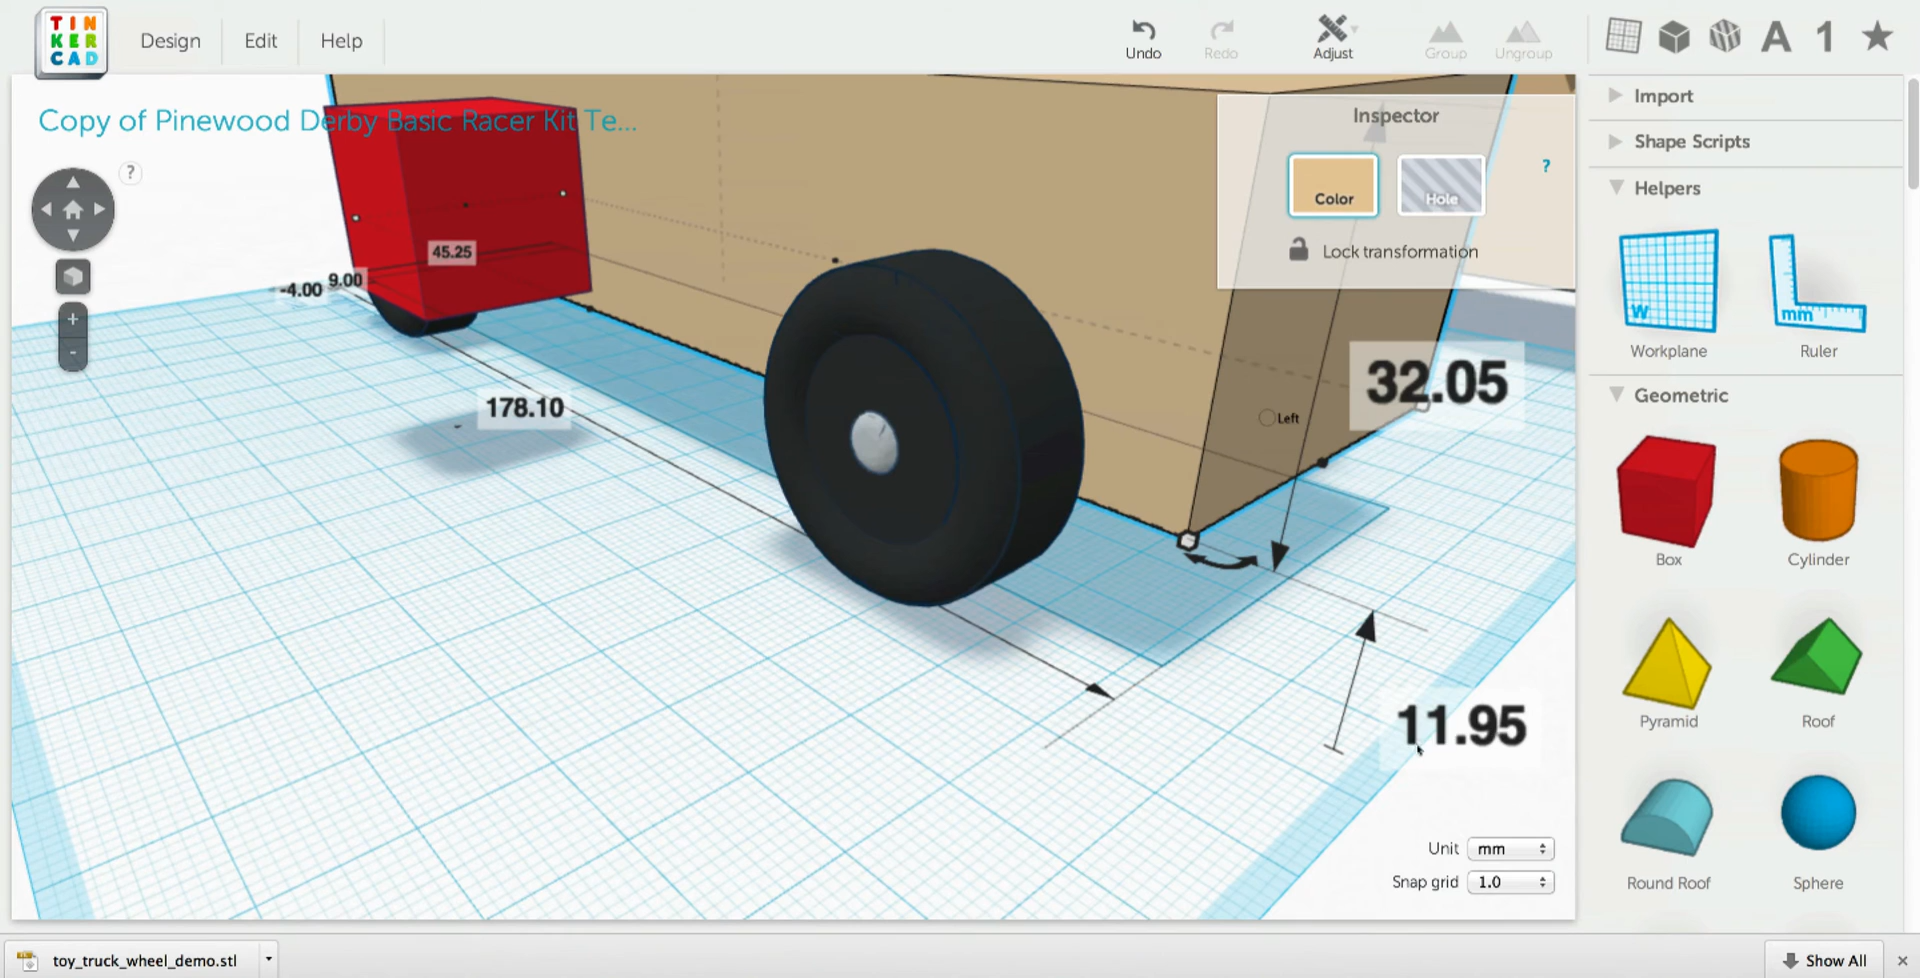 TIN
KER
CAD
Design
Edit
Help
Undo
Redo
Adjust
Group
Ungroup
A
1
Copy of Pinewood Derby Basic Racer Kit Te...
?
+
-
Inspector
Color
Hole
?
Lock transformation
45.25
-4.00
9.00
178.10
32.05
Left
11.95
Unit
mm
Snap grid
1.0
Import
Shape Scripts
Helpers
W
mm
Workplane
Ruler
Geometric
Box
Cylinder
Pyramid
Roof
Round Roof
Sphere
toy_truck_wheel_demo.stl
Show All